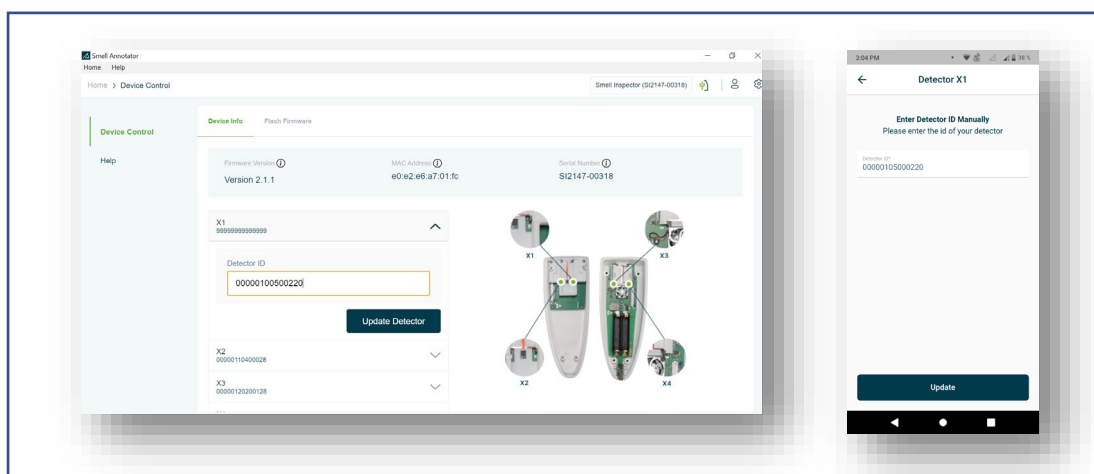 Smell Annotator
Home Help
Home > Device Control
Smell Inspector (SI2147-00318)
Device Control
Help
Device Info Flash Firmware
Firmware Version MAC Address Serial Number
Version 2.1.1 e0:e2:e6:a7:01:fc SI2147-00318
X1
99999999999999
Detector ID
00000100500220
Update Detector
X2
00000110400028
X3
00000120200128
X1
X3
X2
X4
3:04 PM 38 %
Detector X1
Enter Detector ID Manually
Please enter the id of your detector
Detector ID*
00000105000220
Update